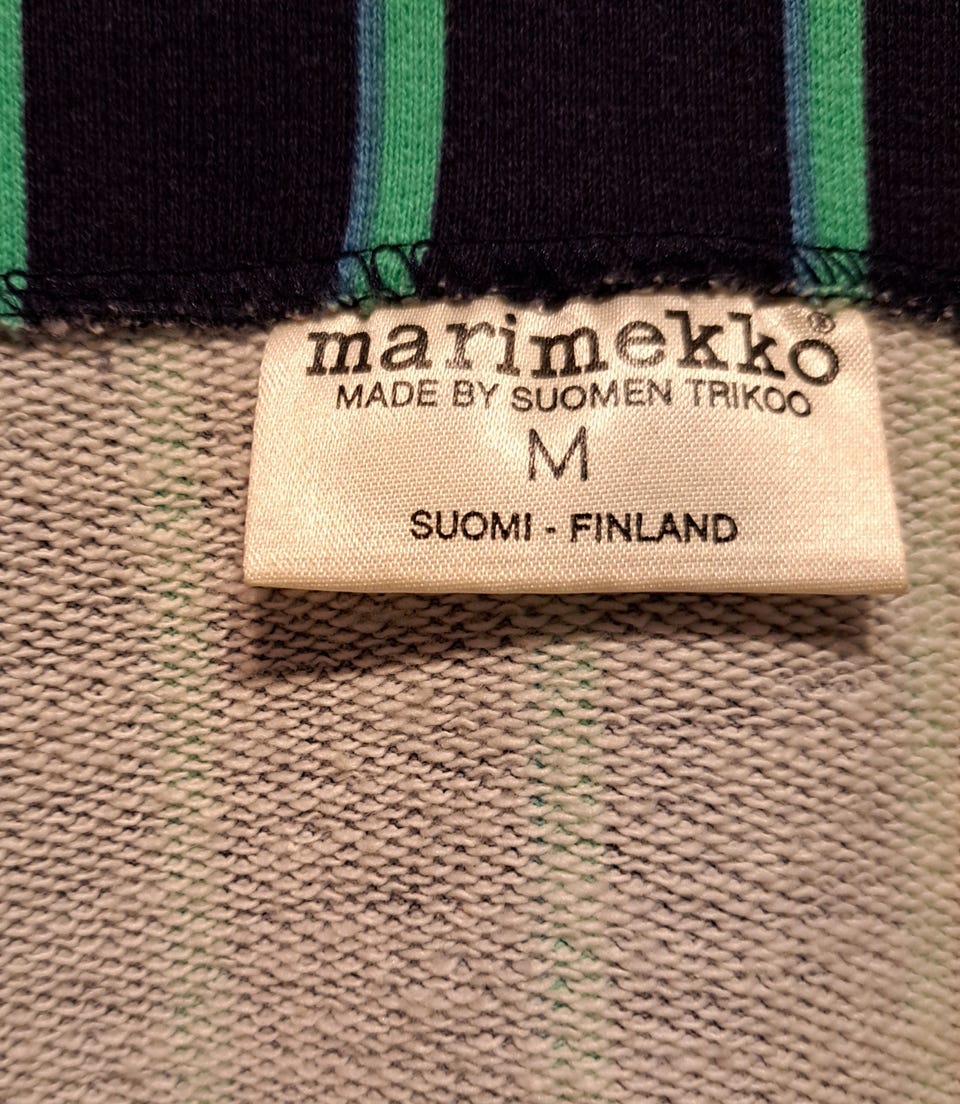 marimekko®
MADE BY SUOMEN TRIKOO
M
SUOMI - FINLAND